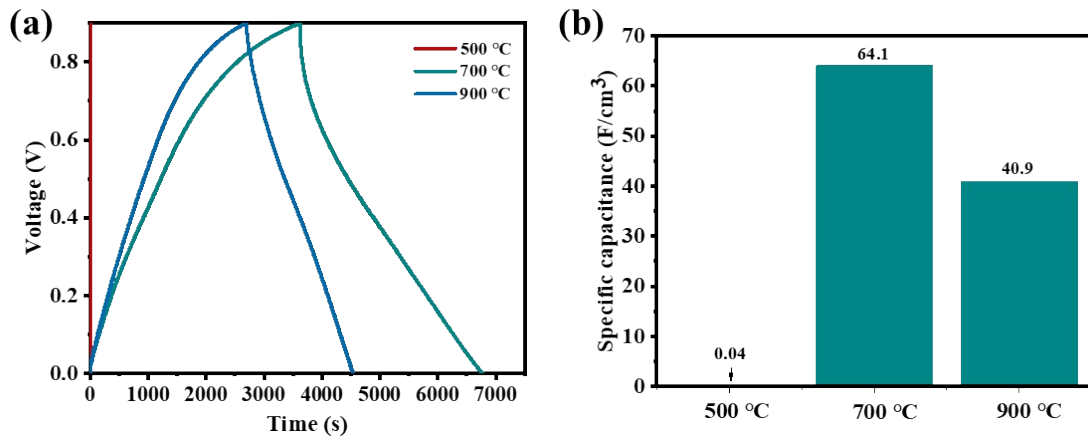 (a)
Voltage (V)
0.8
0.6
0.4
0.2
0.0
500 °C
700 °C
900 °C
0 1000 2000 3000 4000 5000 6000 7000
Time (s)
(b)
Specific capacitance (F/cm³)
70
60
50
40
30
20
10
0
0.04
64.1
40.9
500 °C 700 °C 900 °C